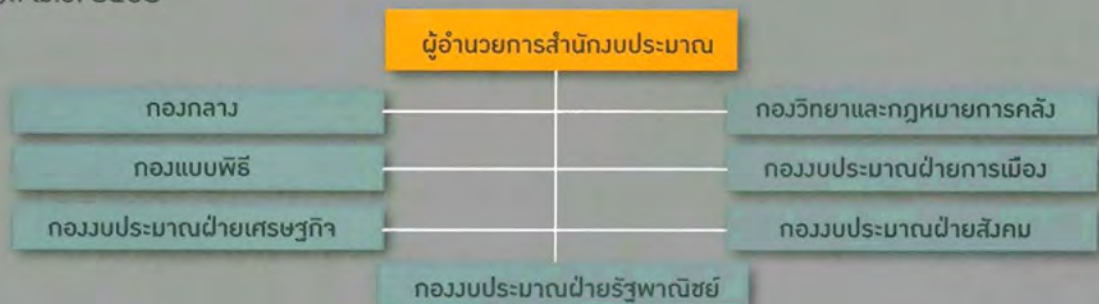 ผู้อำนวยการสำนักงบประมาณ
กองกลาง
กองวิทยาและกฎหมายการคลัง
กองแบบพิธี
กองงบประมาณฝ่ายการเมือง
กองงบประมาณฝ่ายเศรษฐกิจ
กองงบประมาณฝ่ายสังคม
กองงบประมาณฝ่ายรัฐพาณิชย์